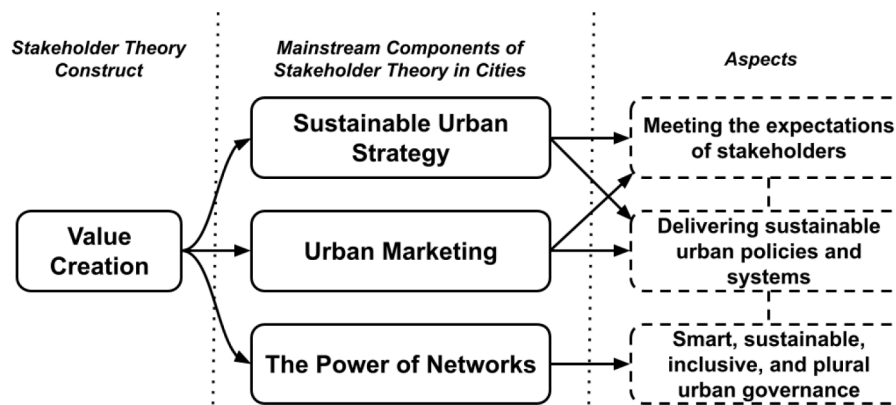 Stakeholder Theory
Construct
Mainstream Components of
Stakeholder Theory in Cities
Aspects
Value
Creation
Sustainable Urban
Strategy
Urban Marketing
The Power of Networks
Meeting the expectations
of stakeholders
Delivering sustainable
urban policies and
systems
Smart, sustainable,
inclusive, and plural
urban governance